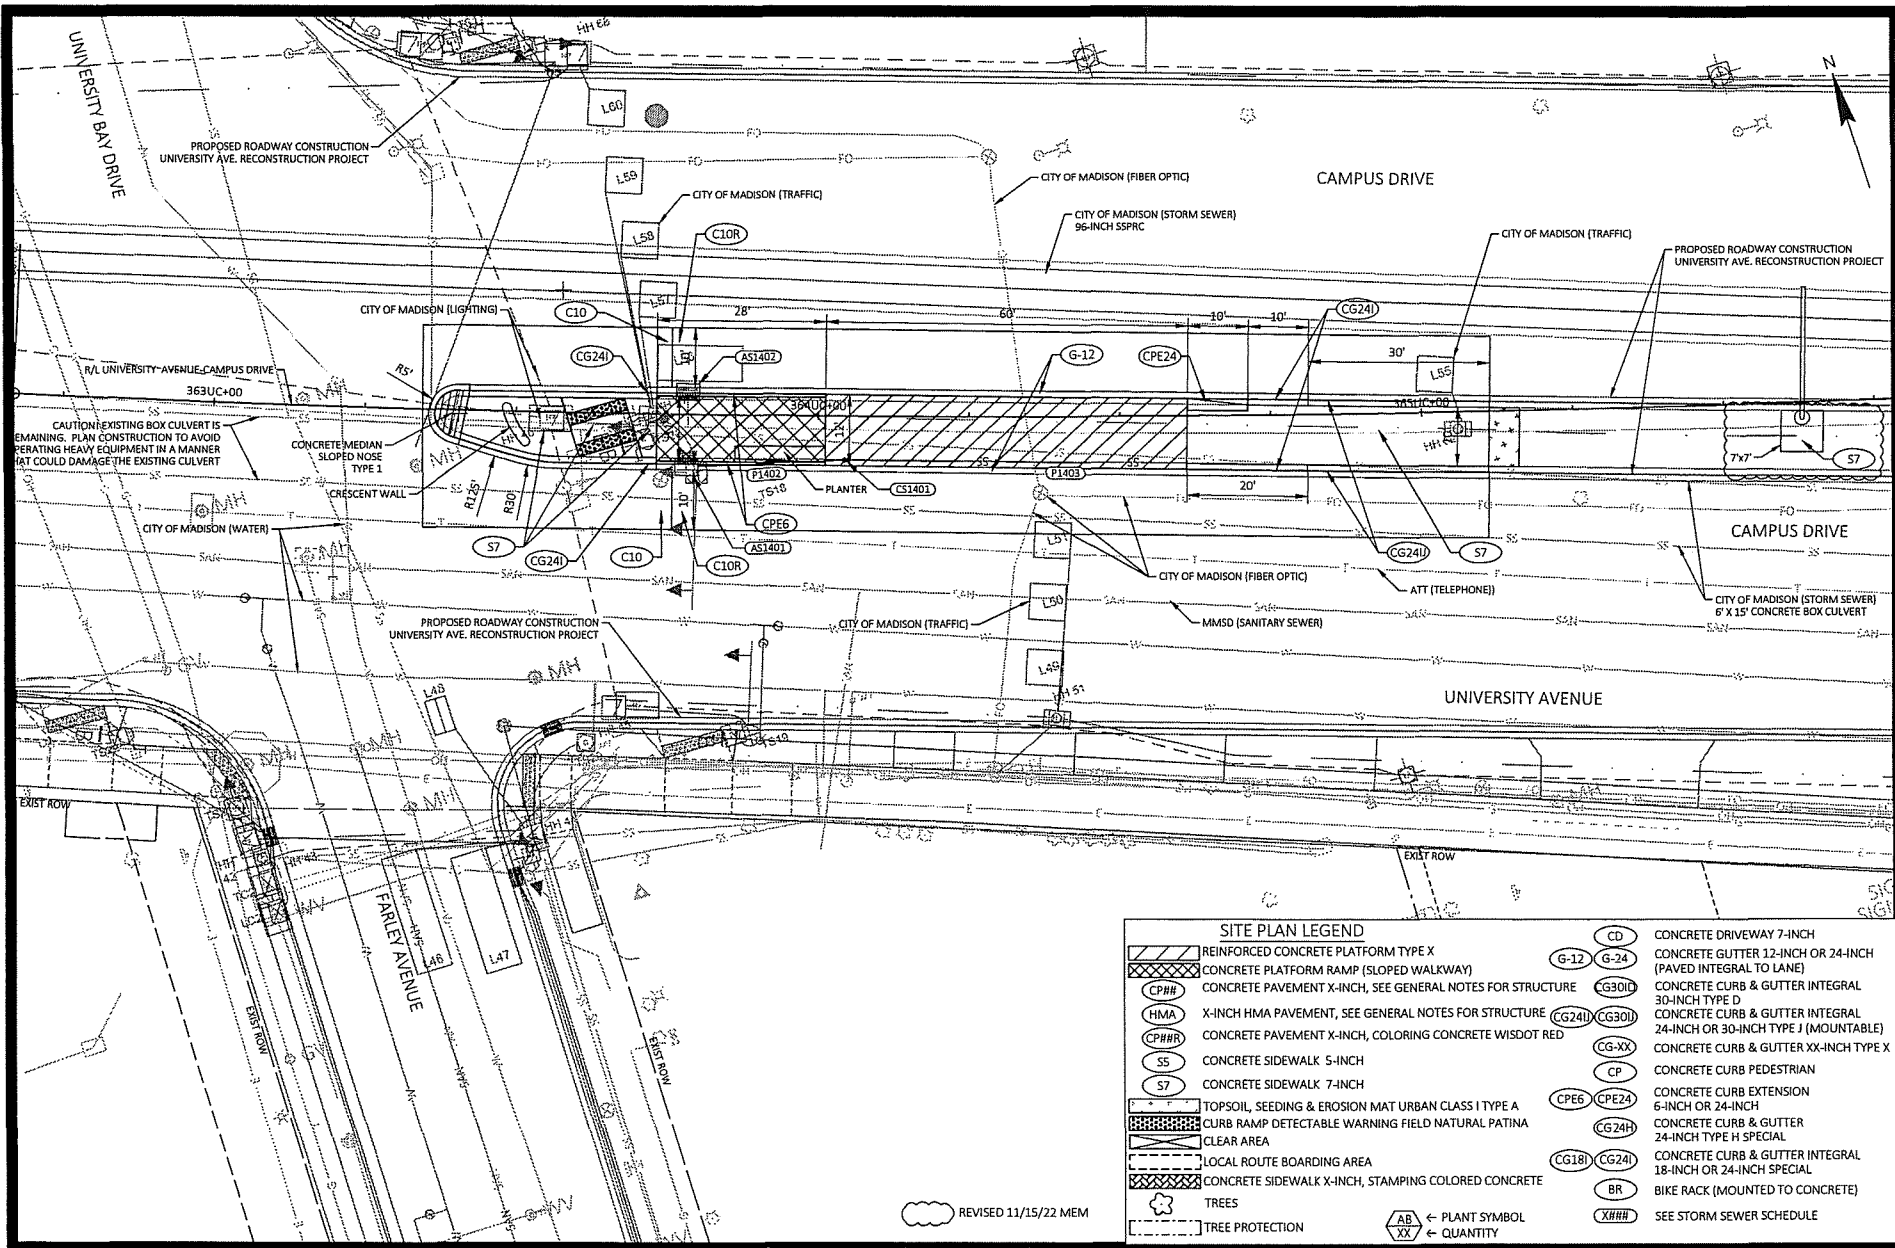 UNIVERSITY BAY DRIVE
HH 63
L60
PROPOSED ROADWAY CONSTRUCTION
UNIVERSITY AVE. RECONSTRUCTION PROJECT
N
L59
CITY OF MADISON (TRAFFIC)
CITY OF MADISON (FIBER OPTIC)
CAMPUS DRIVE
L58
C10R
CITY OF MADISON (STORM SEWER)
96-INCH SSPRC
CITY OF MADISON (TRAFFIC)
PROPOSED ROADWAY CONSTRUCTION
UNIVERSITY AVE. RECONSTRUCTION PROJECT
L57
CITY OF MADISON (LIGHTING)
C10
28'
60'
10'
10'
CG24I
CG24I
AS1402
G-12
CPE24
30'
L55
R/L UNIVERSITY AVENUE-CAMPUS DRIVE
R5'
363UC+00
364UC+00
365UC+00
CAUTION! EXISTING BOX CULVERT IS
EMAINING. PLAN CONSTRUCTION TO AVOID
PERATING HEAVY EQUIPMENT IN A MANNER
HAT COULD DAMAGE THE EXISTING CULVERT
CONCRETE MEDIAN
SLOPED NOSE
TYPE 1
MH
CRESCENT WALL
R125'
R30'
P1402
TS18
PLANTER
CS1401
P1403
20'
7'x7'
S7
CITY OF MADISON (WATER)
MH
10'
CPE6
S7
CG24I
C10
AS1401
C10R
L51
CG24IJ
S7
CAMPUS DRIVE
CITY OF MADISON (FIBER OPTIC)
ATT (TELEPHONE))
CITY OF MADISON (STORM SEWER)
6' X 15' CONCRETE BOX CULVERT
L50
PROPOSED ROADWAY CONSTRUCTION
UNIVERSITY AVE. RECONSTRUCTION PROJECT
CITY OF MADISON (TRAFFIC)
MMSD (SANITARY SEWER)
MH
L49
HH 51
L48
UNIVERSITY AVENUE
TS19
MH
EXIST ROW
HH4
EXIST ROW
FARLEY AVENUE
L46
L47
EXIST ROW
EXIST ROW
SITE PLAN LEGEND
REINFORCED CONCRETE PLATFORM TYPE X
CONCRETE PLATFORM RAMP (SLOPED WALKWAY)
CP## CONCRETE PAVEMENT X-INCH, SEE GENERAL NOTES FOR STRUCTURE
HMA X-INCH HMA PAVEMENT, SEE GENERAL NOTES FOR STRUCTURE
CP##R CONCRETE PAVEMENT X-INCH, COLORING CONCRETE WISDOT RED
S5 CONCRETE SIDEWALK 5-INCH
S7 CONCRETE SIDEWALK 7-INCH
TOPSOIL, SEEDING & EROSION MAT URBAN CLASS I TYPE A
CURB RAMP DETECTABLE WARNING FIELD NATURAL PATINA
CLEAR AREA
LOCAL ROUTE BOARDING AREA
CONCRETE SIDEWALK X-INCH, STAMPING COLORED CONCRETE
TREES
TREE PROTECTION
AB ← PLANT SYMBOL
XX ← QUANTITY
CD CONCRETE DRIVEWAY 7-INCH
G-12 G-24 CONCRETE GUTTER 12-INCH OR 24-INCH
(PAVED INTEGRAL TO LANE)
CG30ID CONCRETE CURB & GUTTER INTEGRAL
30-INCH TYPE D
CG24IJ CG30IJ CONCRETE CURB & GUTTER INTEGRAL
24-INCH OR 30-INCH TYPE J (MOUNTABLE)
CG-XX CONCRETE CURB & GUTTER XX-INCH TYPE X
CP CONCRETE CURB PEDESTRIAN
CPE6 CPE24 CONCRETE CURB EXTENSION
6-INCH OR 24-INCH
CG24H CONCRETE CURB & GUTTER
24-INCH TYPE H SPECIAL
CG18I CG24I CONCRETE CURB & GUTTER INTEGRAL
18-INCH OR 24-INCH SPECIAL
BR BIKE RACK (MOUNTED TO CONCRETE)
X### SEE STORM SEWER SCHEDULE
REVISED 11/15/22 MEM